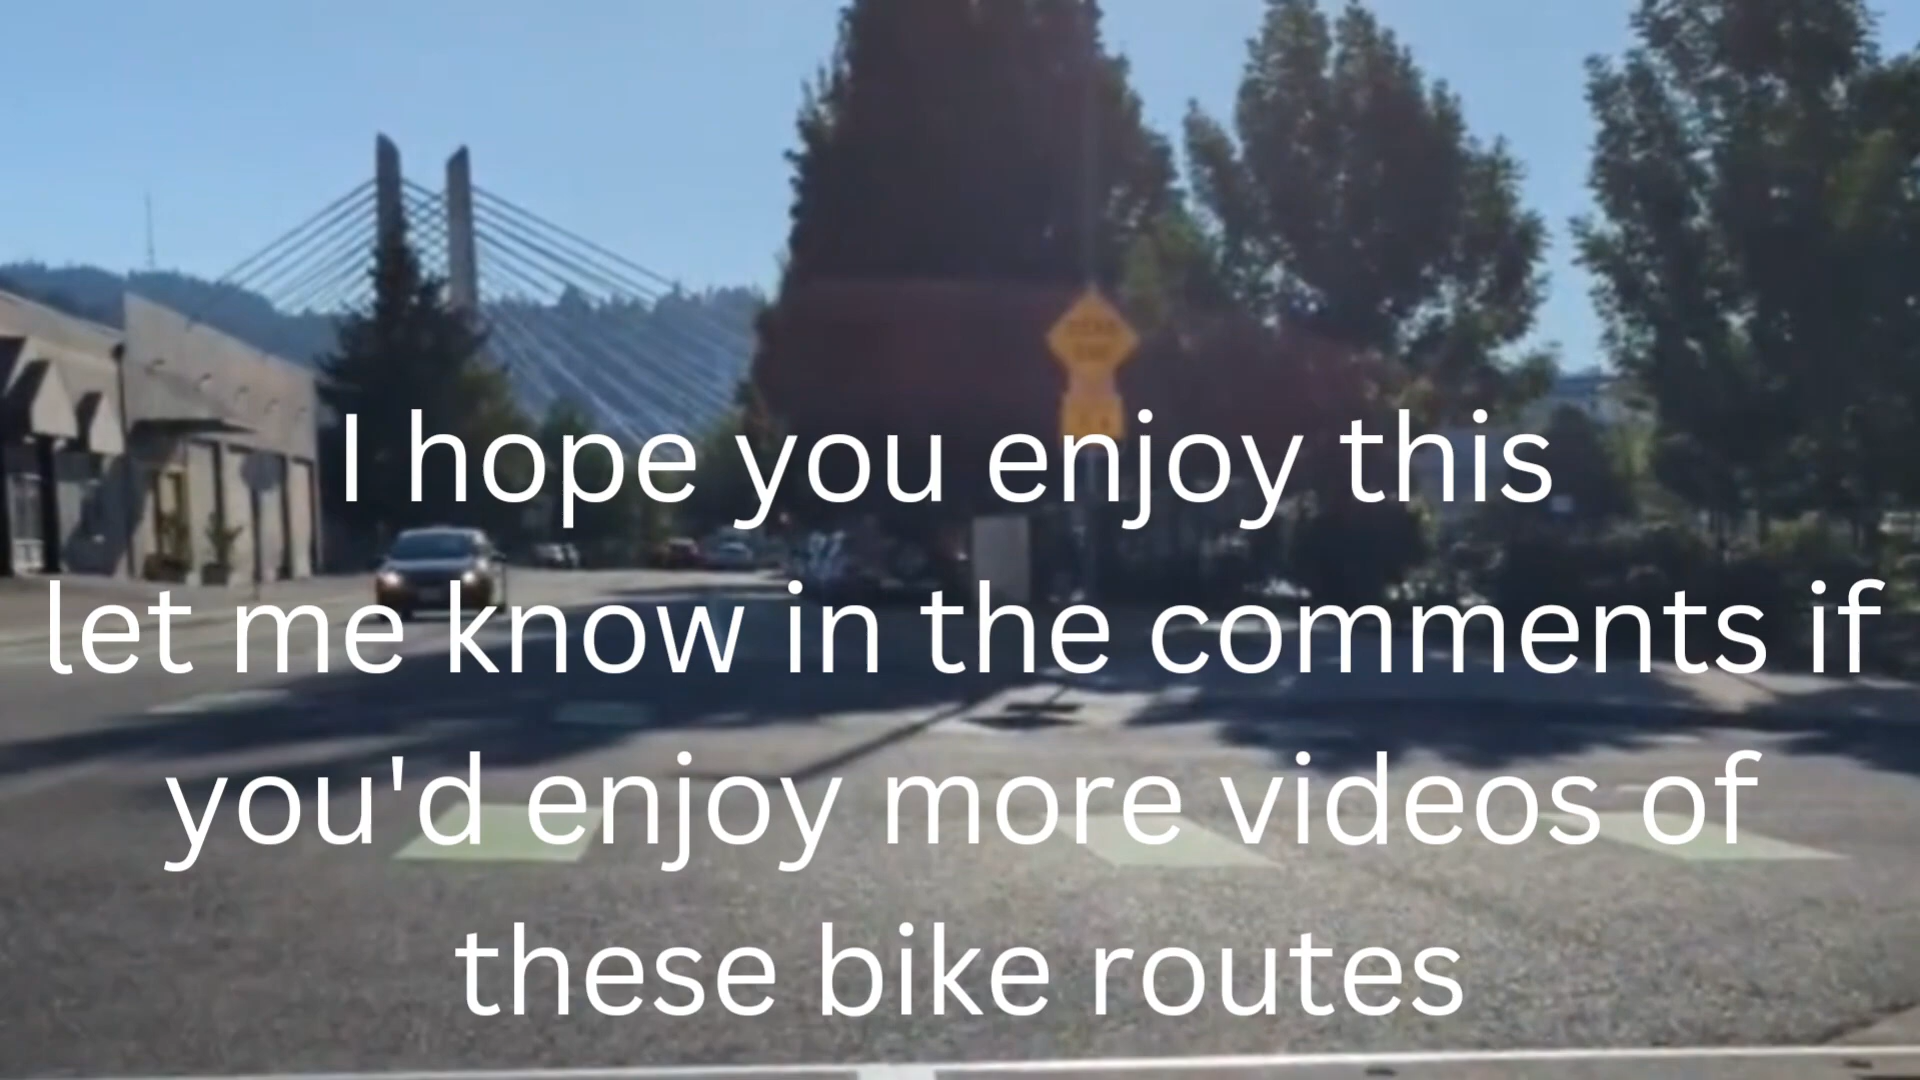 I hope you enjoy this
let me know in the comments if
you'd enjoy more videos of
these bike routes